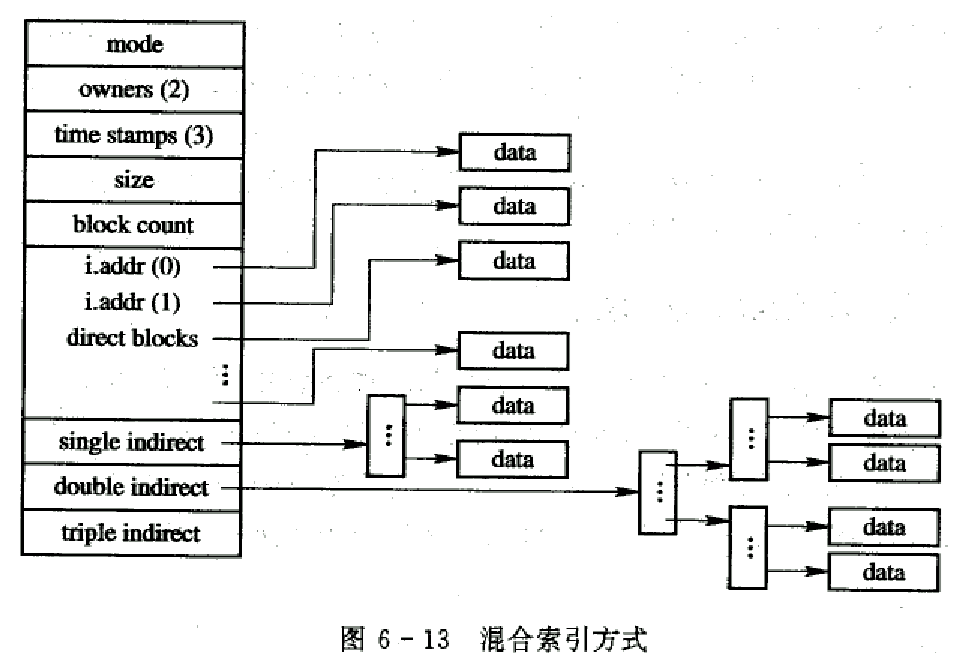 mode
owners (2)
time stamps (3)
size
block count
i.addr (0)
i.addr (1)
direct blocks
⋮
single indirect
double indirect
triple indirect
data
data
data
data
data
data
⋮
⋮
⋮
data
data
⋮
data
data
图 6-13 混合索引方式